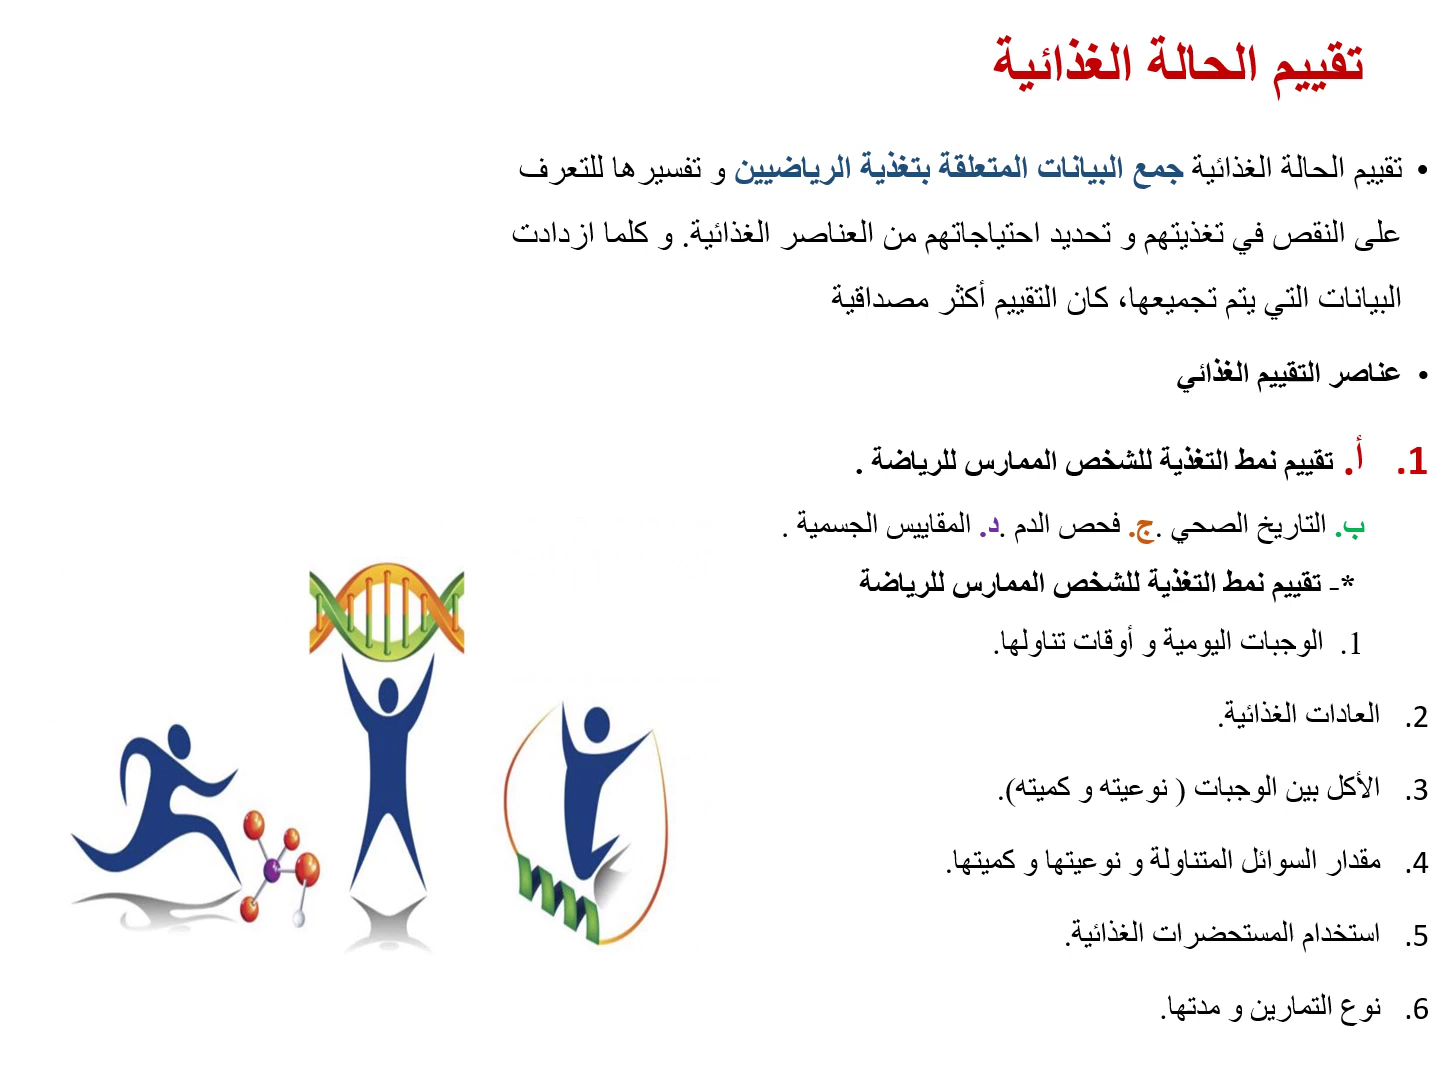 تقييم الحالة الغذائية
• تقييم الحالة الغذائية جمع البيانات المتعلقة بتغذية الرياضيين و تفسيرها للتعرف
على النقص في تغذيتهم و تحديد احتياجاتهم من العناصر الغذائية. و كلما ازدادت
البيانات التي يتم تجميعها، كان التقييم أكثر مصداقية
• عناصر التقييم الغذائي
1. أ. تقييم نمط التغذية للشخص الممارس للرياضة .
ب. التاريخ الصحي .ج. فحص الدم .د. المقاييس الجسمية .
*- تقييم نمط التغذية للشخص الممارس للرياضة
1. الوجبات اليومية و أوقات تناولها.
2. العادات الغذائية.
3. الأكل بين الوجبات ( نوعيته و كميته).
4. مقدار السوائل المتناولة و نوعيتها و كميتها.
5. استخدام المستحضرات الغذائية.
6. نوع التمارين و مدتها.